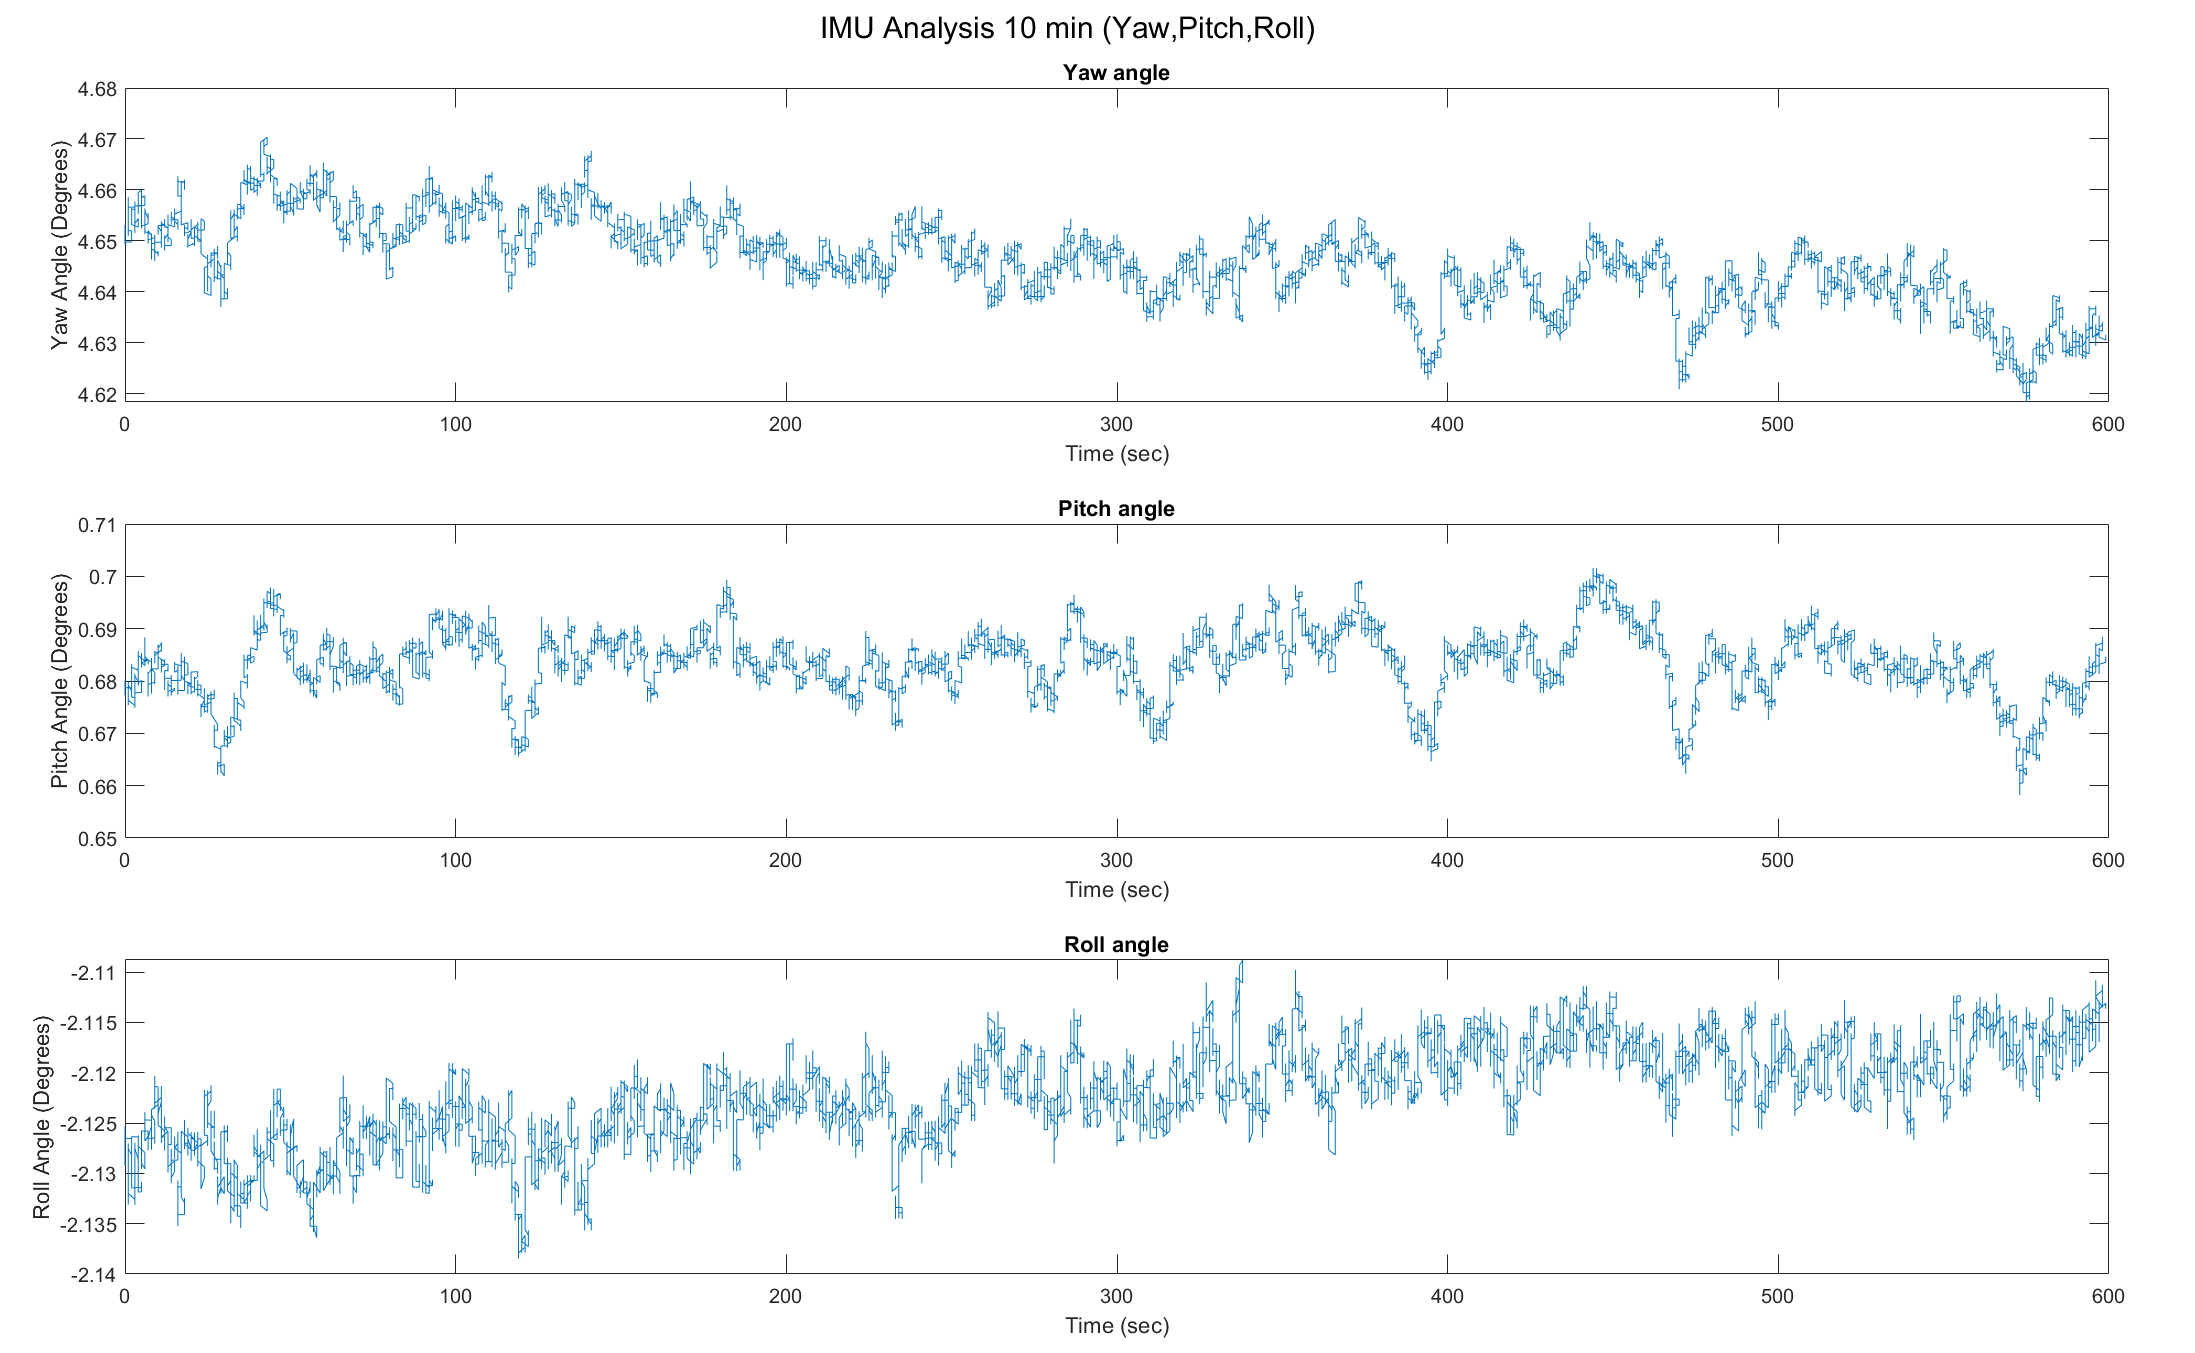 IMU Analysis 10 min (Yaw,Pitch,Roll)
Yaw angle
Yaw Angle (Degrees)
4.68
4.67
4.66
4.65
4.64
4.63
4.62
0 100 200 300 400 500 600
Time (sec)
Pitch angle
Pitch Angle (Degrees)
0.71
0.7
0.69
0.68
0.67
0.66
0.65
0 100 200 300 400 500 600
Time (sec)
Roll angle
Roll Angle (Degrees)
-2.11
-2.115
-2.12
-2.125
-2.13
-2.135
-2.14
0 100 200 300 400 500 600
Time (sec)